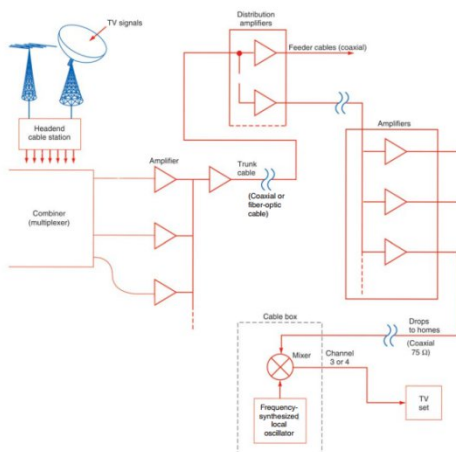 TV signals
Headend
cable station
Combiner
(multiplexer)
Amplifier
Trunk
cable
(Coaxial or
fiber-optic
cable)
Distribution
amplifiers
Feeder cables (coaxial)
Amplifiers
Drops
to homes
(Coaxial
75 Ω)
Cable box
Mixer
Channel
3 or 4
Frequency-
synthesized
local
oscillator
TV
set